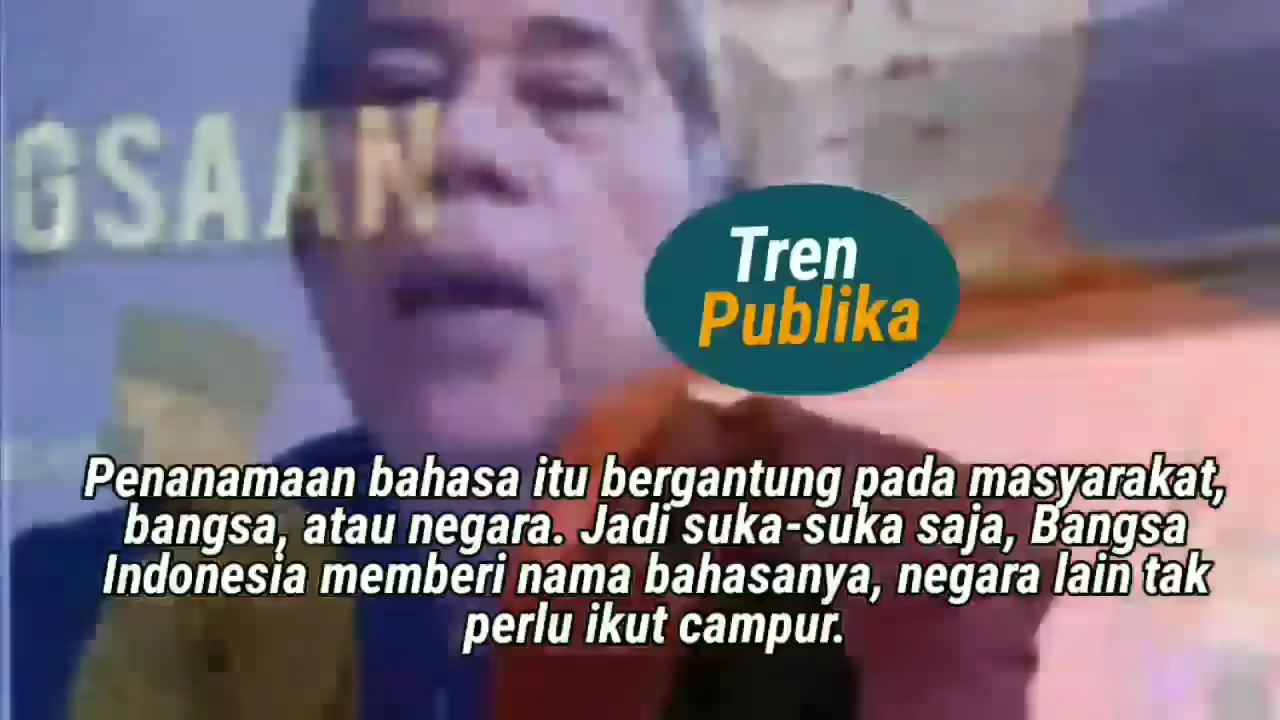 GSAAN
Tren
Publika
Penanamaan bahasa itu bergantung pada masyarakat,
bangsa, atau negara. Jadi suka-suka saja, Bangsa
Indonesia memberi nama bahasanya, negara lain tak
perlu ikut campur.